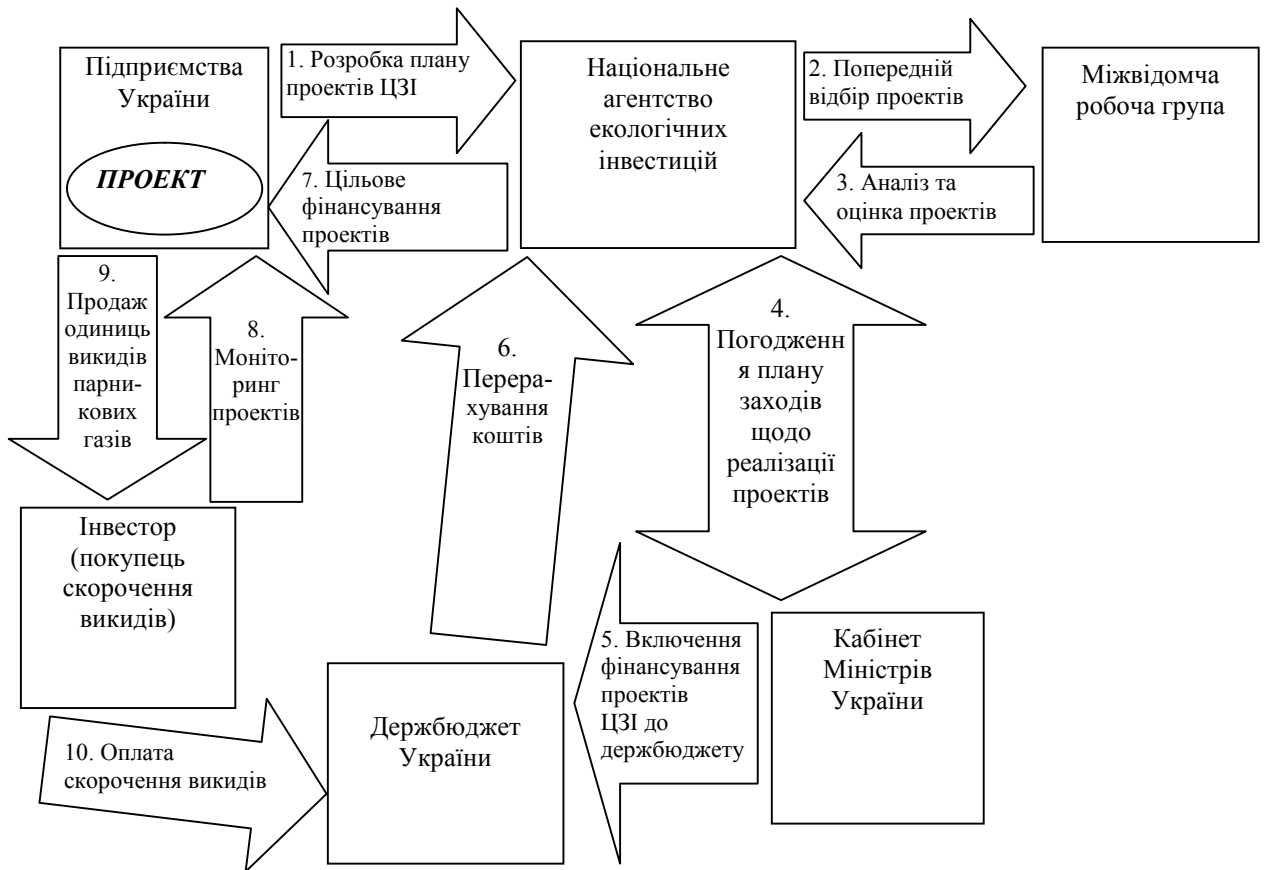 Підприємства
України
ПРОЕКТ
1. Розробка плану
проектів ЦЗІ
Національне
агентство
екологічних
інвестицій
2. Попередній
відбір проектів
Міжвідомча
робоча група
7. Цільове
фінансування
проектів
3. Аналіз та
оцінка проектів
9.
Продаж
одиниць
викидів
парни-
кових
газів
8.
Моніто-
ринг
проектів
6.
Перера-
хування
коштів
4.
Погодженн
я плану
заходів
щодо
реалізації
проектів
Інвестор
(покупець
скорочення
викидів)
5. Включення
фінансування
проектів
ЦЗІ до
держбюджету
Кабінет
Міністрів
України
Держбюджет
України
10. Оплата
скорочення викидів